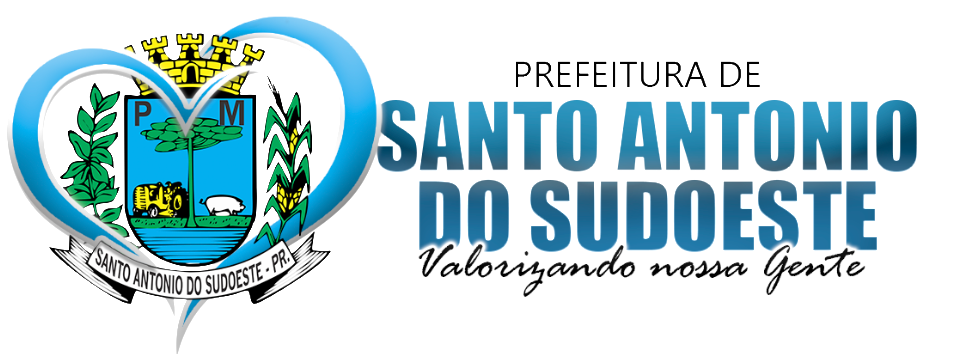 P M
SANTO ANTONIO DO SUDOESTE - PR.
PREFEITURA DE
SANTO ANTONIO
DO SUDOESTE
Valorizando nossa Gente